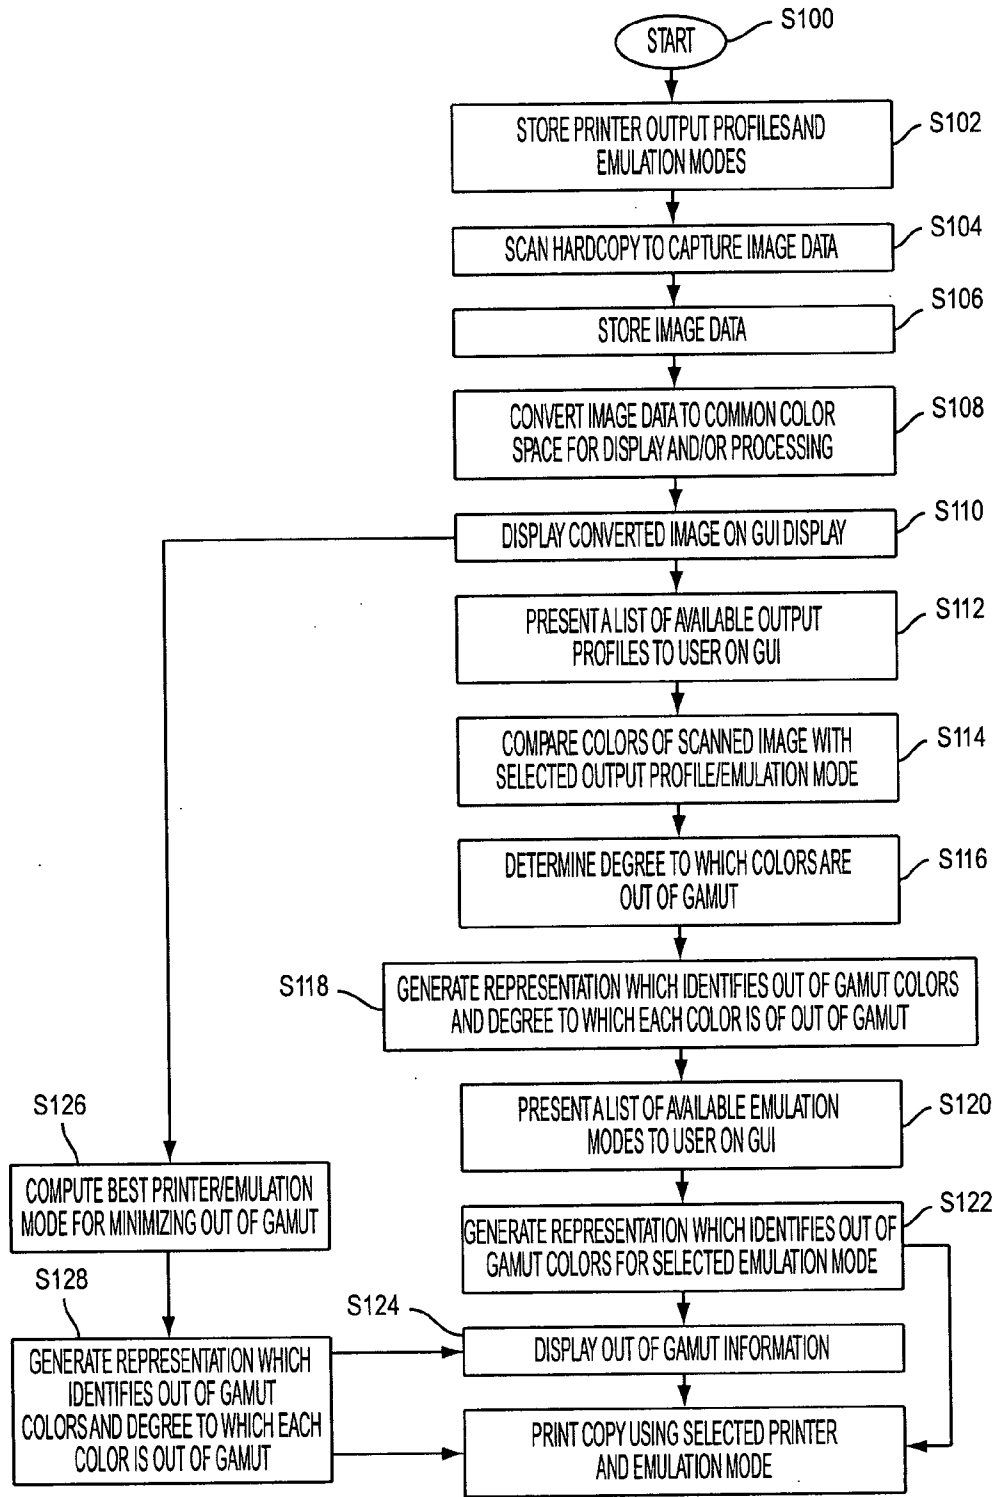 START
S100
STORE PRINTER OUTPUT PROFILES AND
EMULATION MODES
S102
SCAN HARDCOPY TO CAPTURE IMAGE DATA
S104
STORE IMAGE DATA
S106
CONVERT IMAGE DATA TO COMMON COLOR
SPACE FOR DISPLAY AND/OR PROCESSING
S108
DISPLAY CONVERTED IMAGE ON GUI DISPLAY
S110
PRESENT A LIST OF AVAILABLE OUTPUT
PROFILES TO USER ON GUI
S112
COMPARE COLORS OF SCANNED IMAGE WITH
SELECTED OUTPUT PROFILE/EMULATION MODE
S114
DETERMINE DEGREE TO WHICH COLORS ARE
OUT OF GAMUT
S116
S118
GENERATE REPRESENTATION WHICH IDENTIFIES OUT OF GAMUT COLORS
AND DEGREE TO WHICH EACH COLOR IS OF OUT OF GAMUT
PRESENT A LIST OF AVAILABLE EMULATION
MODES TO USER ON GUI
S120
S126
COMPUTE BEST PRINTER/EMULATION
MODE FOR MINIMIZING OUT OF GAMUT
GENERATE REPRESENTATION WHICH IDENTIFIES OUT OF
GAMUT COLORS FOR SELECTED EMULATION MODE
S122
S128
GENERATE REPRESENTATION WHICH
IDENTIFIES OUT OF GAMUT
COLORS AND DEGREE TO WHICH EACH
COLOR IS OUT OF GAMUT
S124
DISPLAY OUT OF GAMUT INFORMATION
PRINT COPY USING SELECTED PRINTER
AND EMULATION MODE